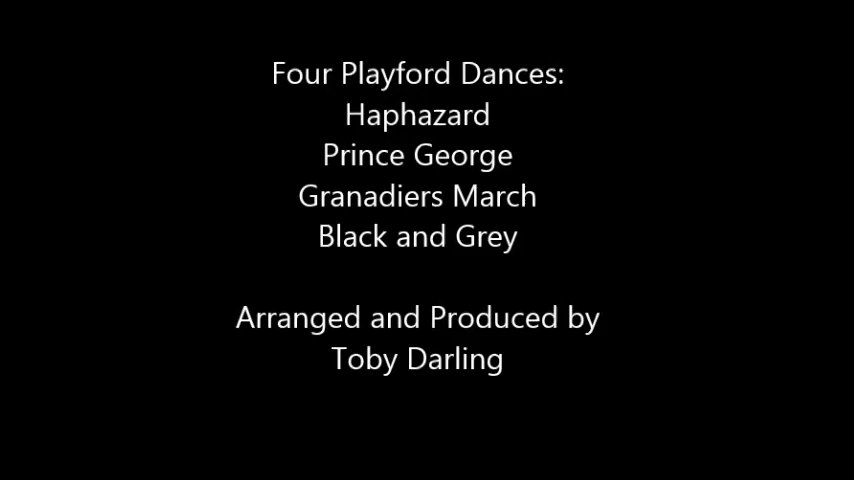 Four Playford Dances:
Haphazard
Prince George
Granadiers March
Black and Grey
Arranged and Produced by
Toby Darling